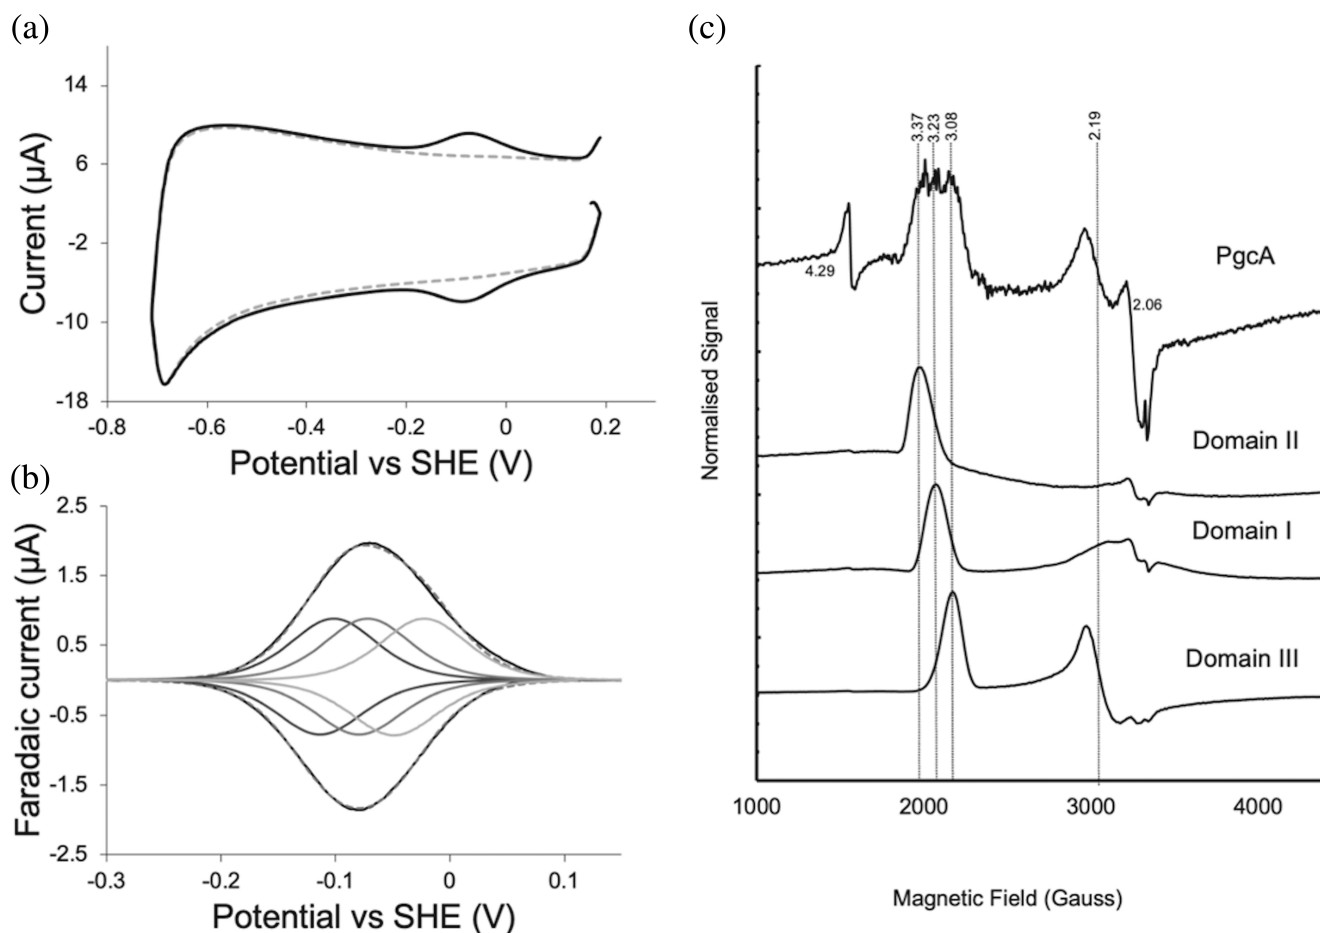 (a)
14
6
-2
-10
-18
Current (µA)
-0.8 -0.6 -0.4 -0.2 0 0.2
Potential vs SHE (V)
(b)
2.5
1.5
0.5
-0.5
-1.5
-2.5
Faradaic current (µA)
-0.3 -0.2 -0.1 0 0.1
Potential vs SHE (V)
(c)
3.37
3.23
3.08
2.19
4.29
2.06
PgcA
Domain II
Domain I
Domain III
Normalised Signal
1000 2000 3000 4000
Magnetic Field (Gauss)